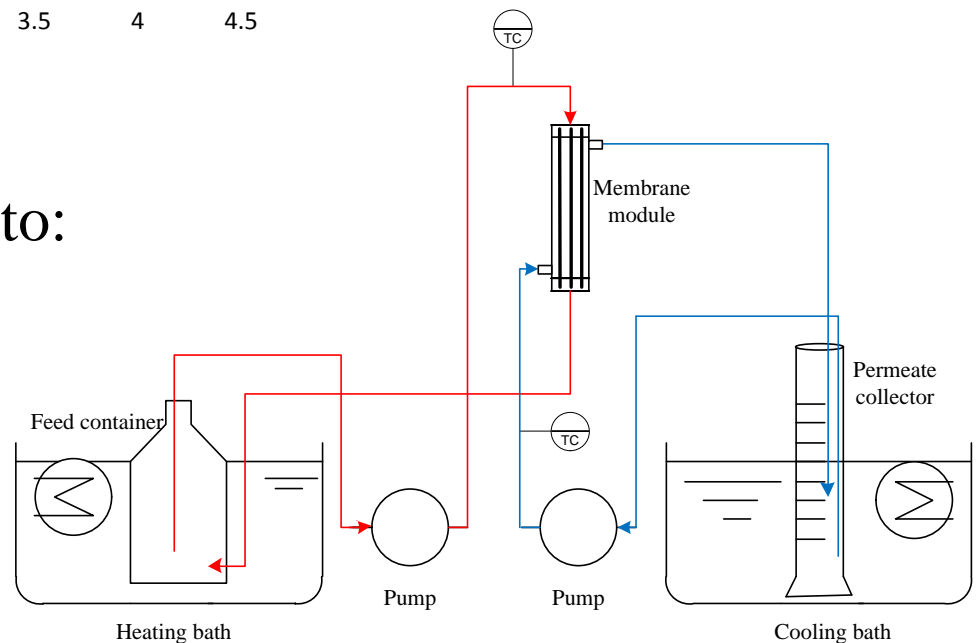 3.5 4 4.5
TC
Membrane
module
to:
Permeate
collector
Feed container
TC
Pump
Pump
Heating bath
Cooling bath